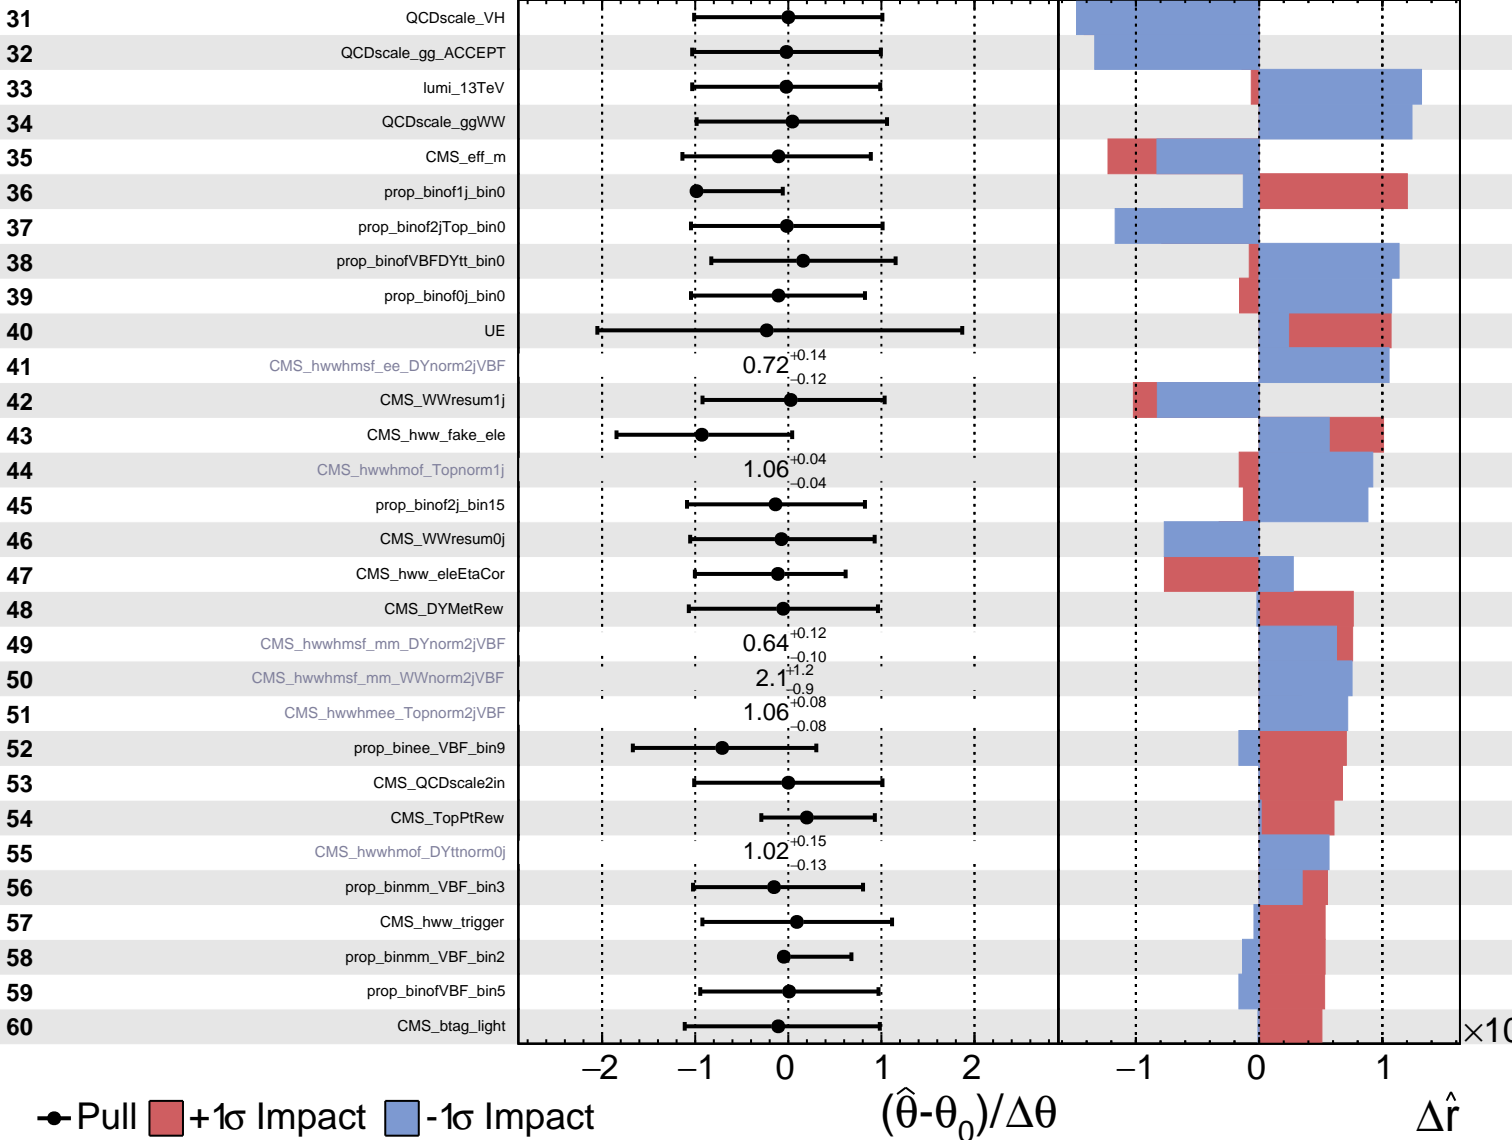 31 QCDscale_VH
32 QCDscale_gg_ACCEPT
33 lumi_13TeV
34 QCDscale_ggWW
35 CMS_eff_m
36 prop_binof1j_bin0
37 prop_binof2jTop_bin0
38 prop_binofVBFDYtt_bin0
39 prop_binof0j_bin0
40 UE
41 CMS_hwwhmsf_ee_DYnorm2jVBF 0.72 +0.14 −0.12
42 CMS_WWresum1j
43 CMS_hww_fake_ele
44 CMS_hwwhmof_Topnorm1j 1.06 +0.04 −0.04
45 prop_binof2j_bin15
46 CMS_WWresum0j
47 CMS_hww_eleEtaCor
48 CMS_DYMetRew
49 CMS_hwwhmsf_mm_DYnorm2jVBF 0.64 +0.12 −0.10
50 CMS_hwwhmsf_mm_WWnorm2jVBF 2.1 +1.2 −0.9
51 CMS_hwwhmee_Topnorm2jVBF 1.06 +0.08 −0.08
52 prop_binee_VBF_bin9
53 CMS_QCDscale2in
54 CMS_TopPtRew
55 CMS_hwwhmof_DYttnorm0j 1.02 +0.15 −0.13
56 prop_binmm_VBF_bin3
57 CMS_hww_trigger
58 prop_binmm_VBF_bin2
59 prop_binofVBF_bin5
60 CMS_btag_light
×10
−2 −1 0 1 2 −1 0 1
Pull +1σ Impact -1σ Impact (θ̂-θ₀)/Δθ Δr̂